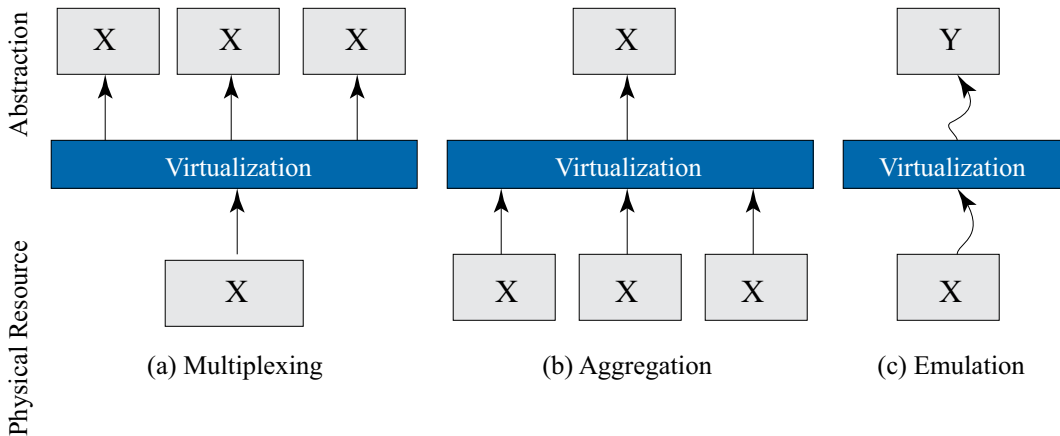 Abstraction
X X X X Y
Virtualization Virtualization Virtualization
Physical Resource
X X X X X
(a) Multiplexing (b) Aggregation (c) Emulation